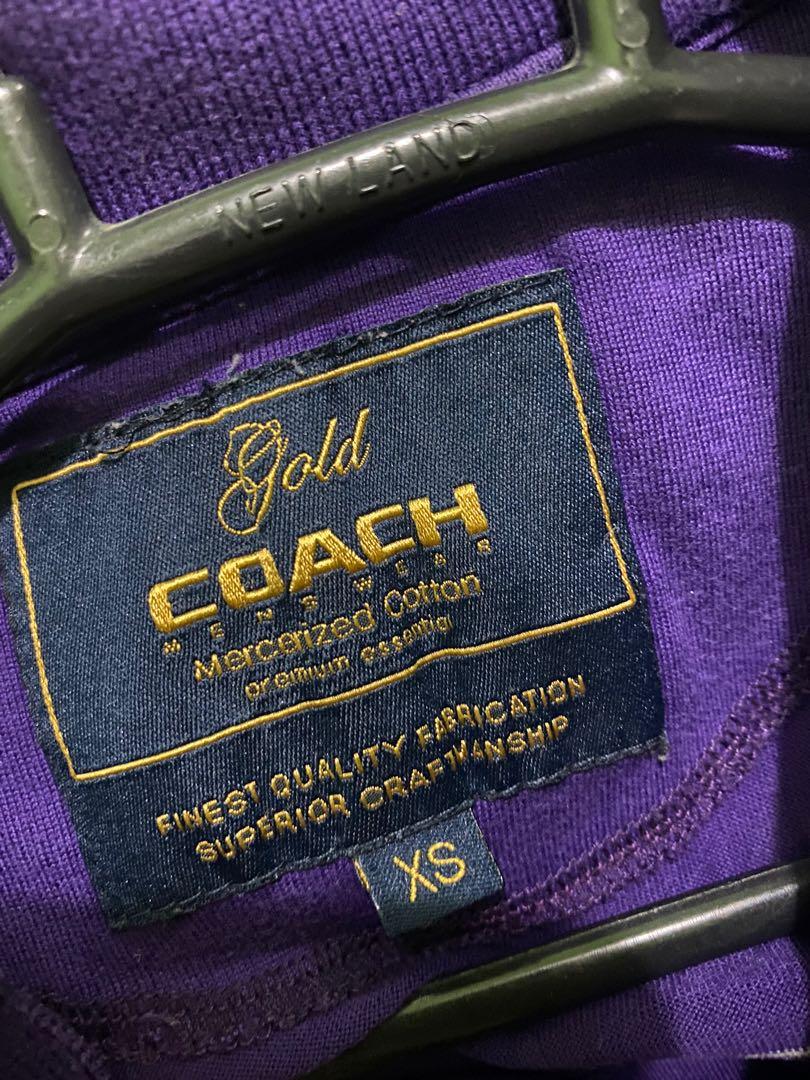 NEW LAND
Gold
COACH
MENSWEAR
Mercerized Cotton
premium essential
FINEST QUALITY FABRICATION
SUPERIOR CRAFTMANSHIP
XS